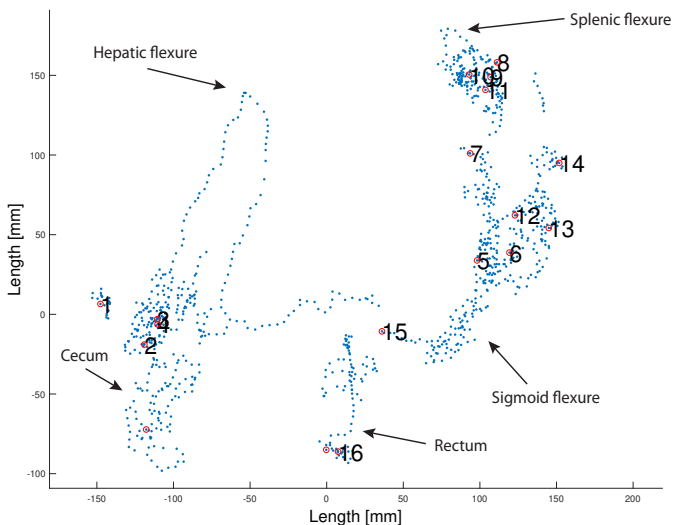 Splenic flexure
Hepatic flexure
8
10 9
11
150
100
7
14
12
13
50
6
5
Length [mm]
1
3
4
0
15
2
Cecum
-50
Sigmoid flexure
Rectum
16
-100
-150 -100 -50 0 50 100 150 200
Length [mm]